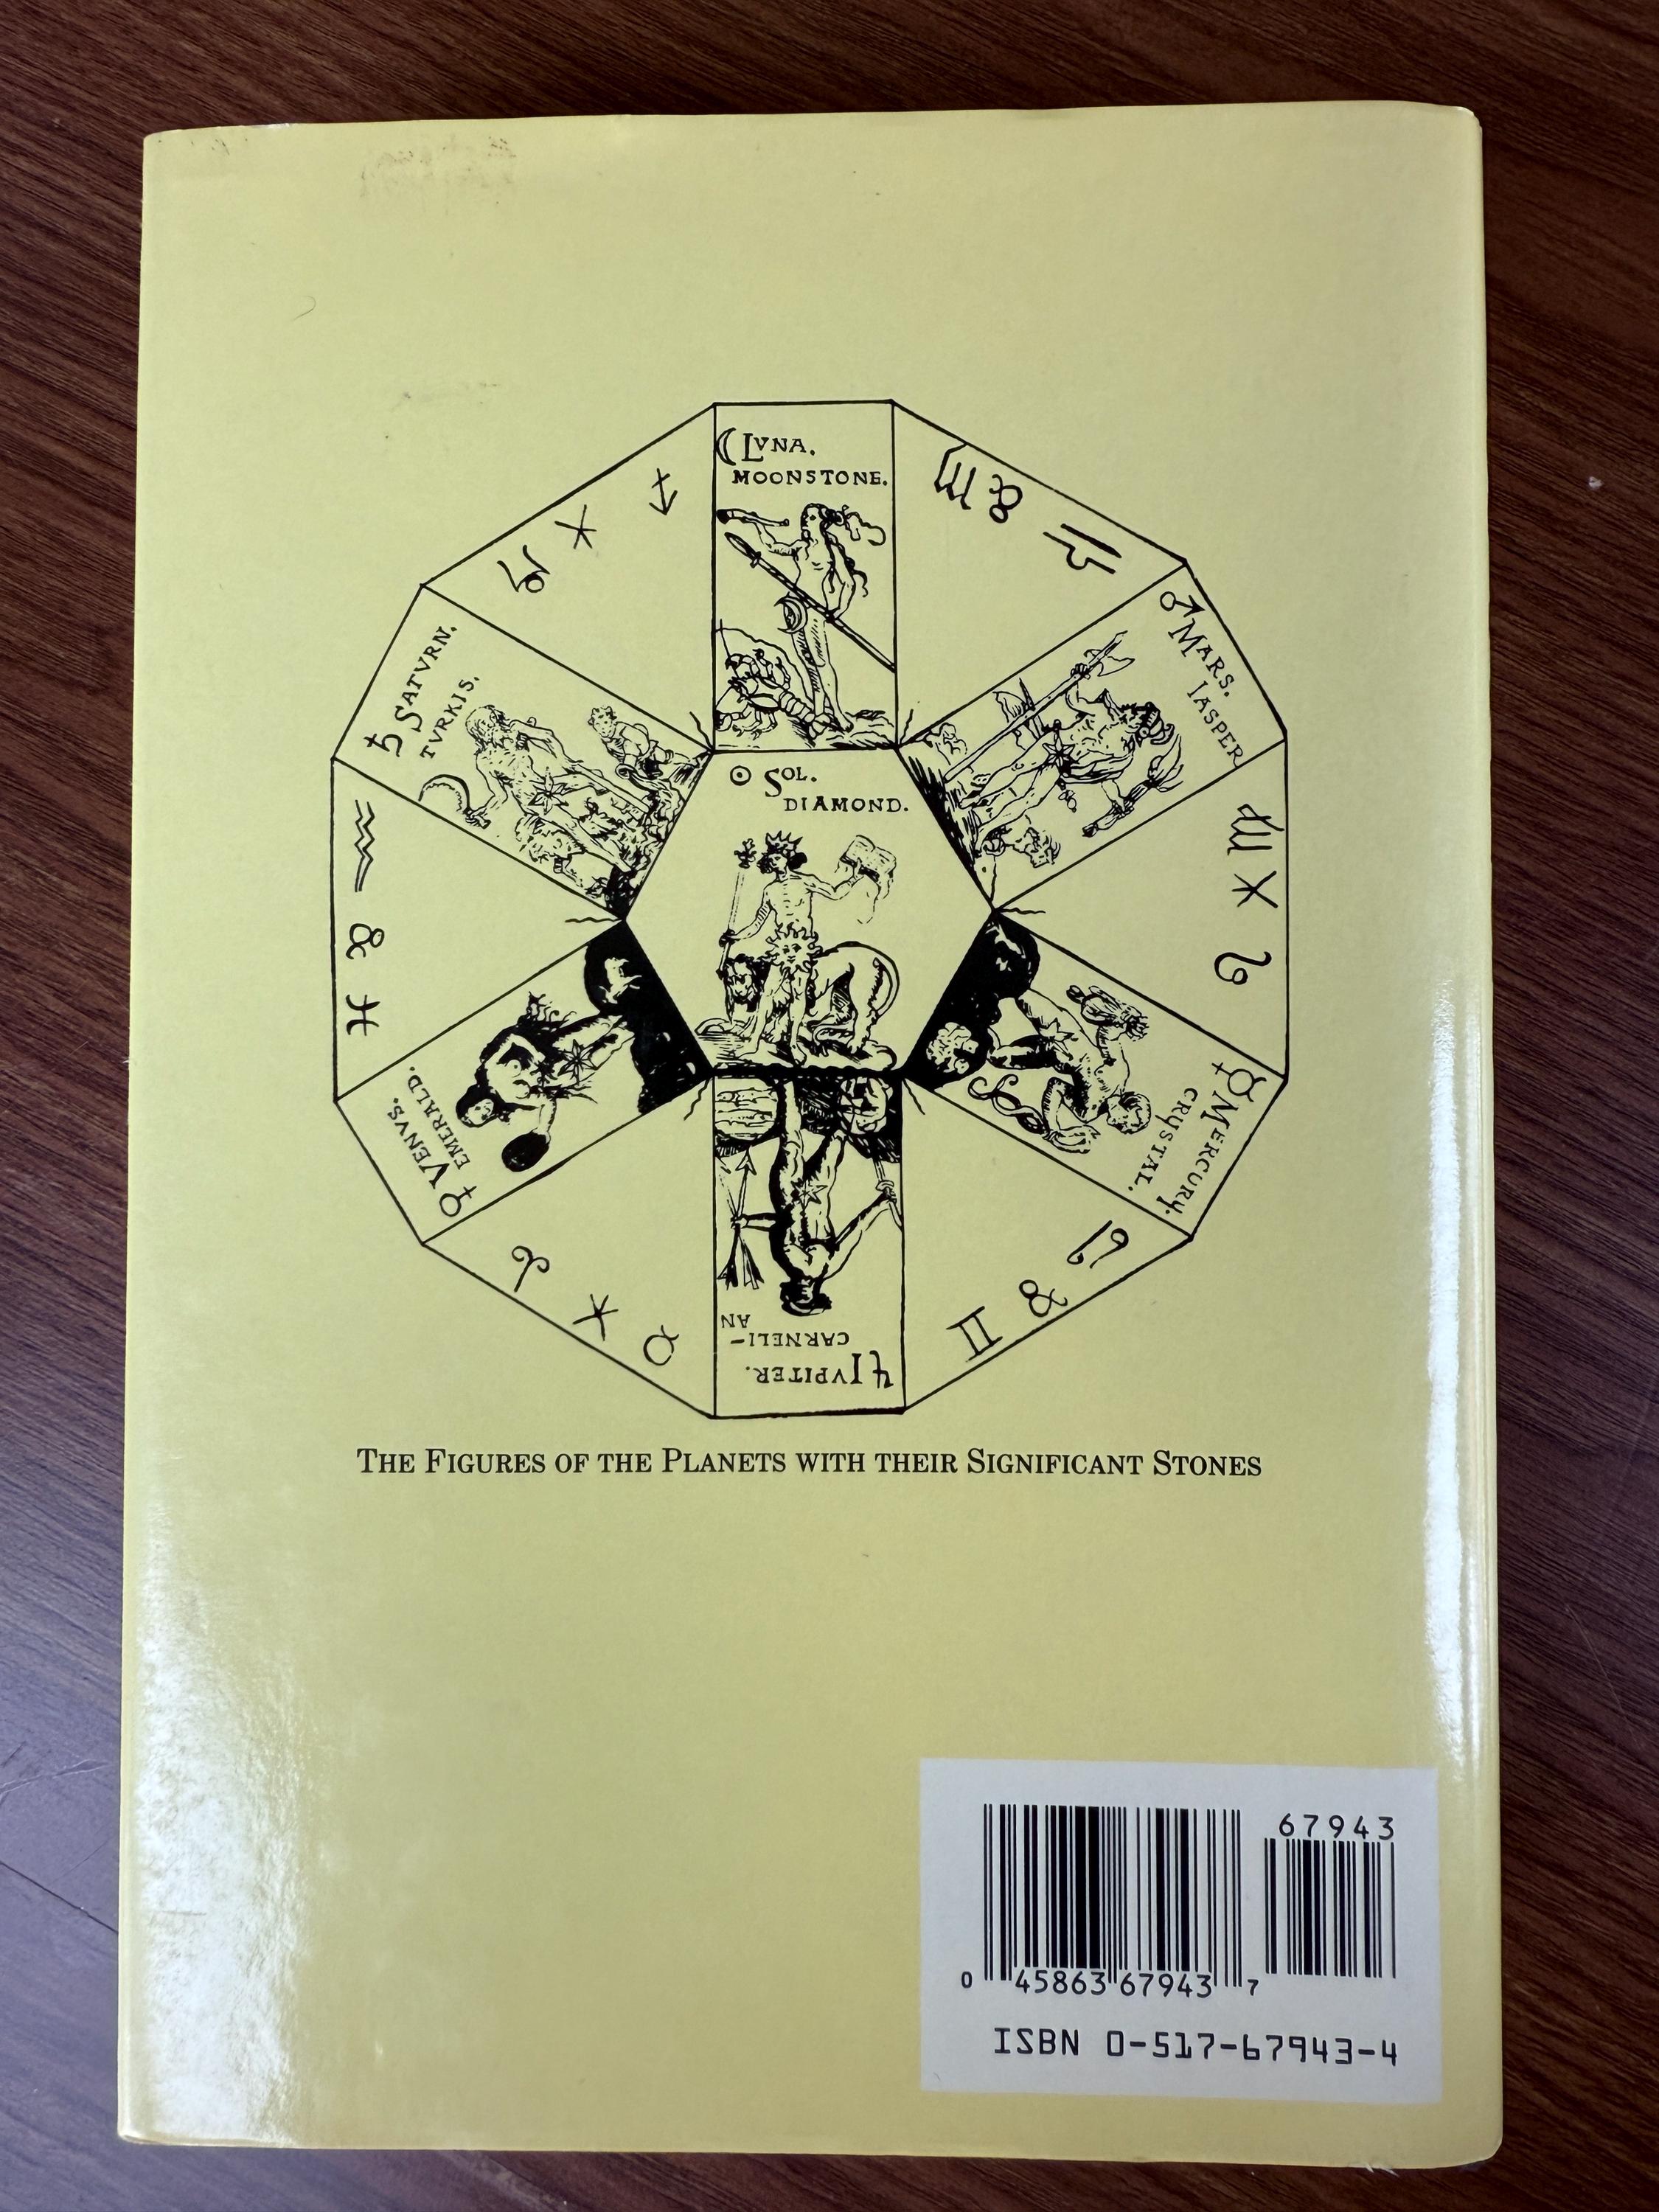 ☽ LVNA.
MOONSTONE.
♏ & ♎
♂ MARS.
IASPER
♐ X ♑
♄ SATVRN.
TVRKIS.
☉ SOL.
DIAMOND.
♍ X ♌
♒ & ♓
☿ MERCURY.
CRYSTAL.
♀ VENVS.
EMERALD.
♋ & ♊
♈ X ♉
♃ IVPITER.
CARNELI-
AN
THE FIGURES OF THE PLANETS WITH THEIR SIGNIFICANT STONES
67943
0 45863 67943 7
ISBN 0-517-67943-4